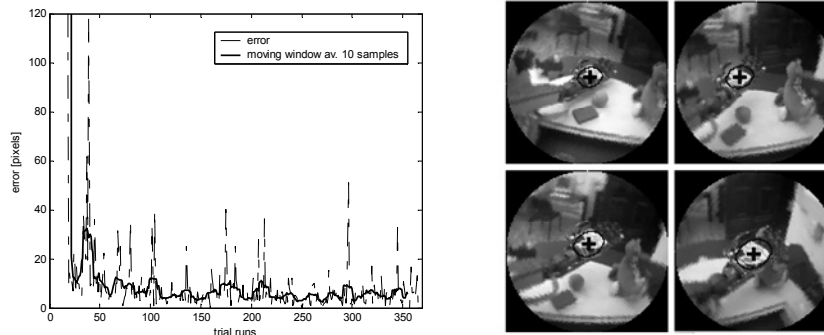 120
100
80
60
40
20
0
error [pixels]
error
moving window av. 10 samples
0 50 100 150 200 250 300 350
trial runs